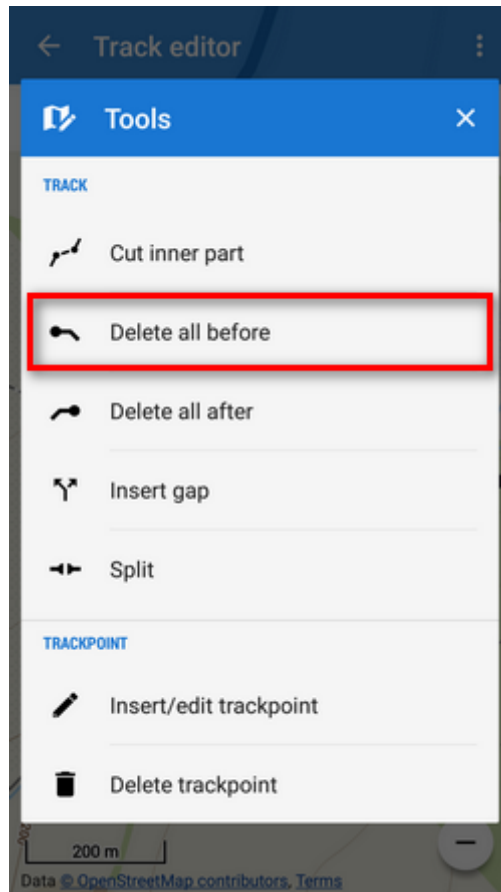 Track editor
Tools
TRACK
Cut inner part
Delete all before
Delete all after
Insert gap
Split
TRACKPOINT
Insert/edit trackpoint
Delete trackpoint
200
200 m
Data © OpenStreetMap contributors, Terms